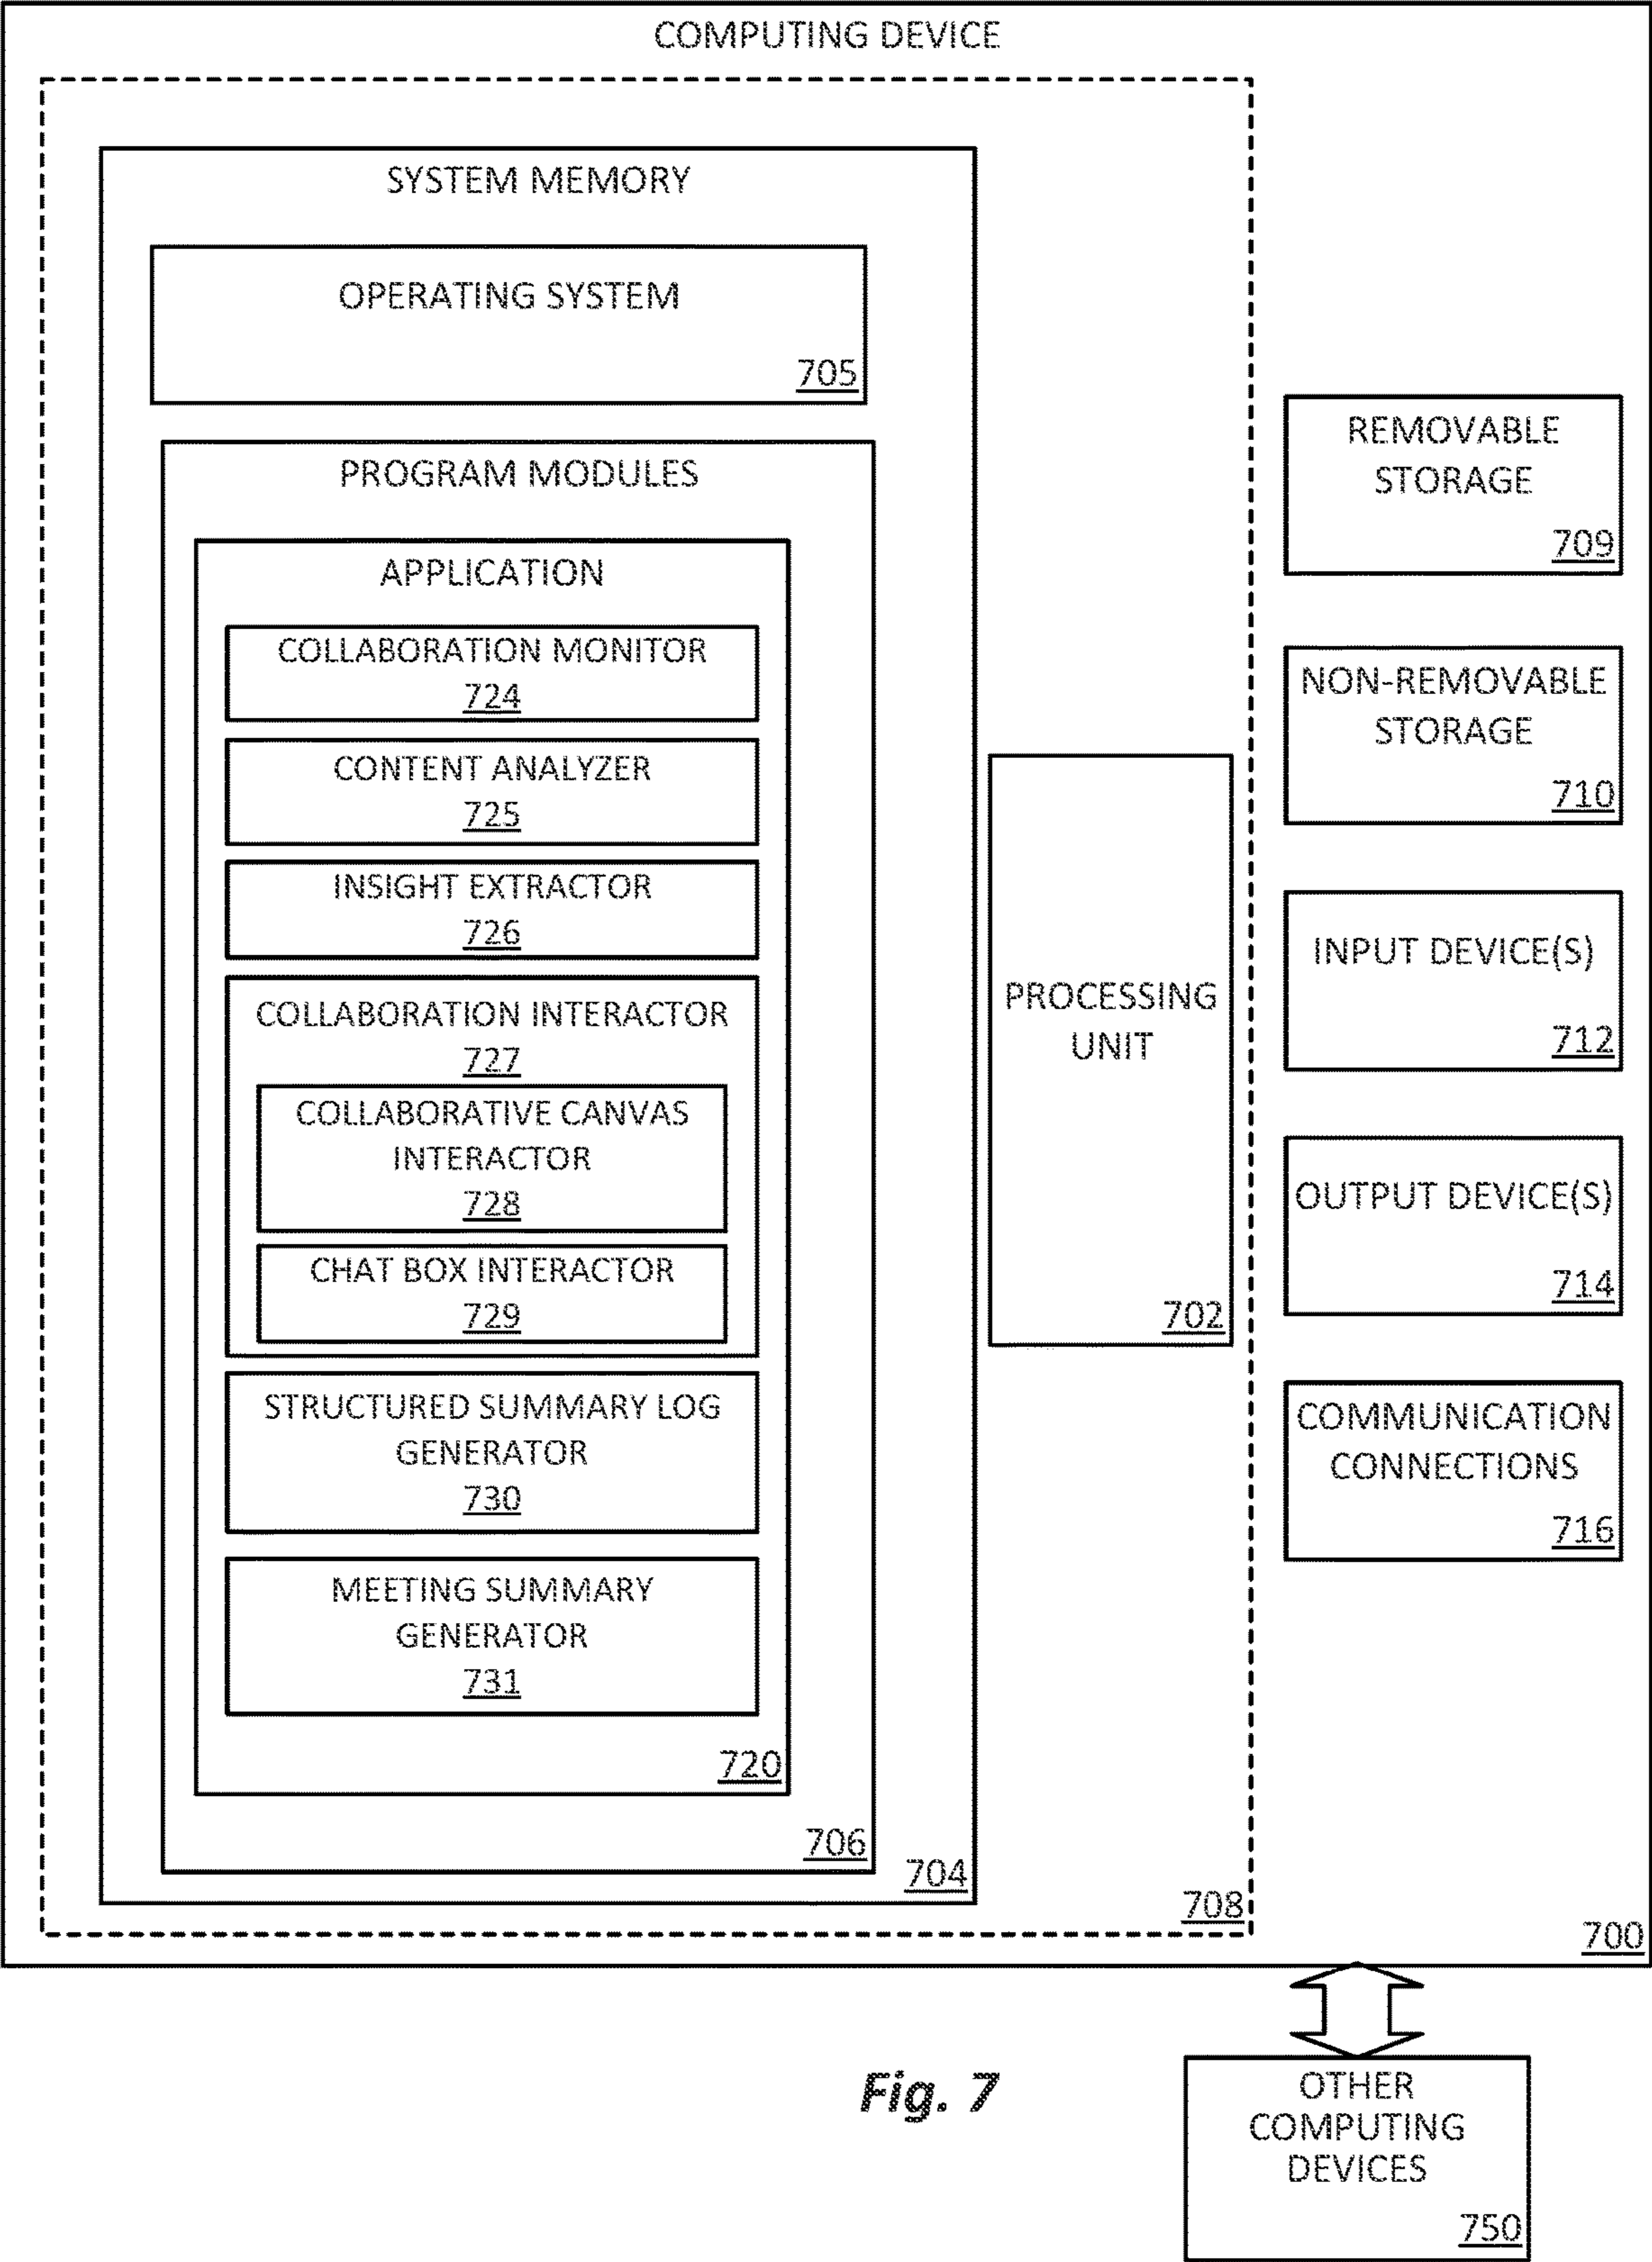 COMPUTING DEVICE
SYSTEM MEMORY
OPERATING SYSTEM
705
PROGRAM MODULES
APPLICATION
COLLABORATION MONITOR
724
CONTENT ANALYZER
725
INSIGHT EXTRACTOR
726
COLLABORATION INTERACTOR
727
COLLABORATIVE CANVAS
INTERACTOR
728
CHAT BOX INTERACTOR
729
STRUCTURED SUMMARY LOG
GENERATOR
730
MEETING SUMMARY
GENERATOR
731
720
706
704
PROCESSING
UNIT
702
708
REMOVABLE
STORAGE
709
NON-REMOVABLE
STORAGE
710
INPUT DEVICE(S)
712
OUTPUT DEVICE(S)
714
COMMUNICATION
CONNECTIONS
716
700
OTHER
COMPUTING
DEVICES
750
Fig. 7